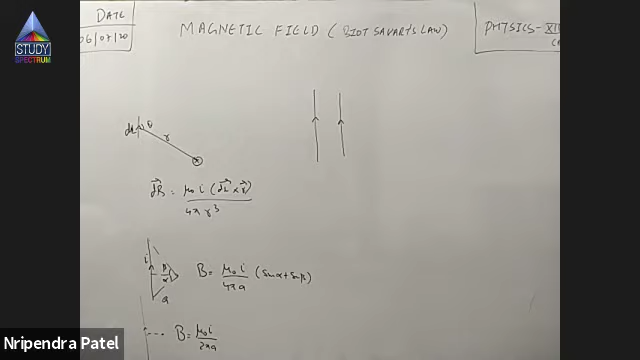 DATE
06/07/20
MAGNETIC FIELD (BIOT SAVART'S LAW)
PHYSICS-XII
STUDY
SPECTRUM
dl θ
r
dB = μ₀ i (dl × r)
4π r³
i β
α
a
B = μ₀ i (sinα + sinβ)
4πa
B = μ₀ i
2πa
Nripendra Patel